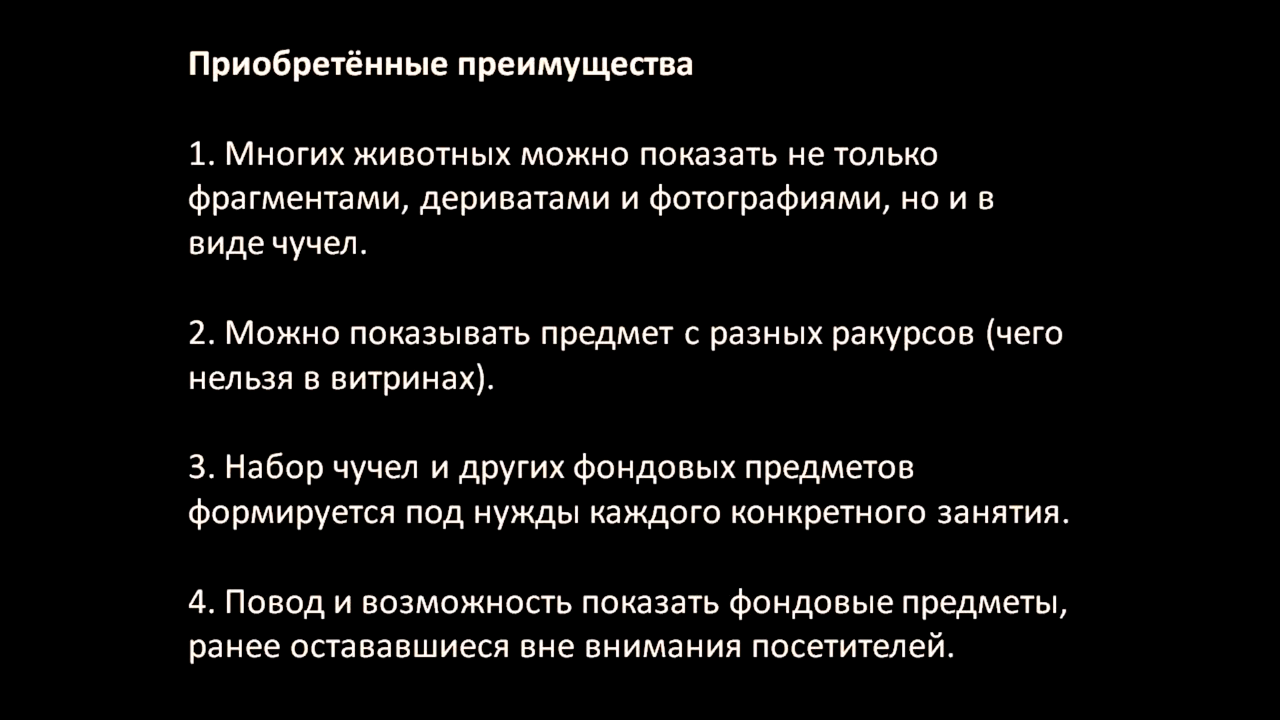 Приобретённые преимущества
1. Многих животных можно показать не только
фрагментами, дериватами и фотографиями, но и в
виде чучел.
2. Можно показывать предмет с разных ракурсов (чего
нельзя в витринах).
3. Набор чучел и других фондовых предметов
формируется под нужды каждого конкретного занятия.
4. Повод и возможность показать фондовые предметы,
ранее остававшиеся вне внимания посетителей.